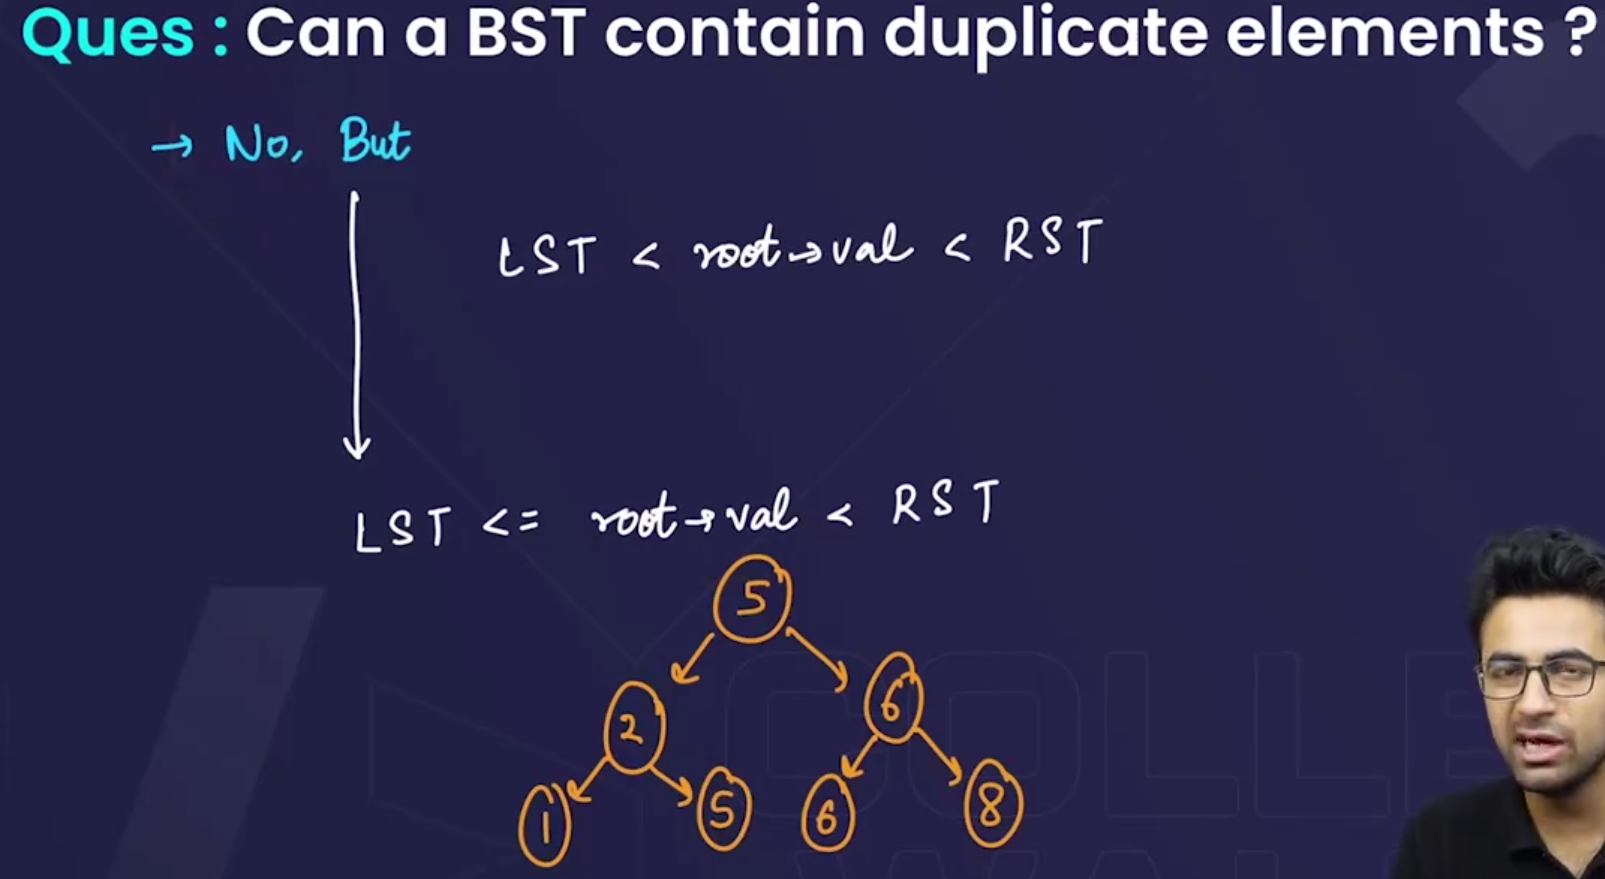 Ques : Can a BST contain duplicate elements ?
→ No, But
LST < root→val < RST
LST <= root→val < RST
5
2 6
1 5 6 8